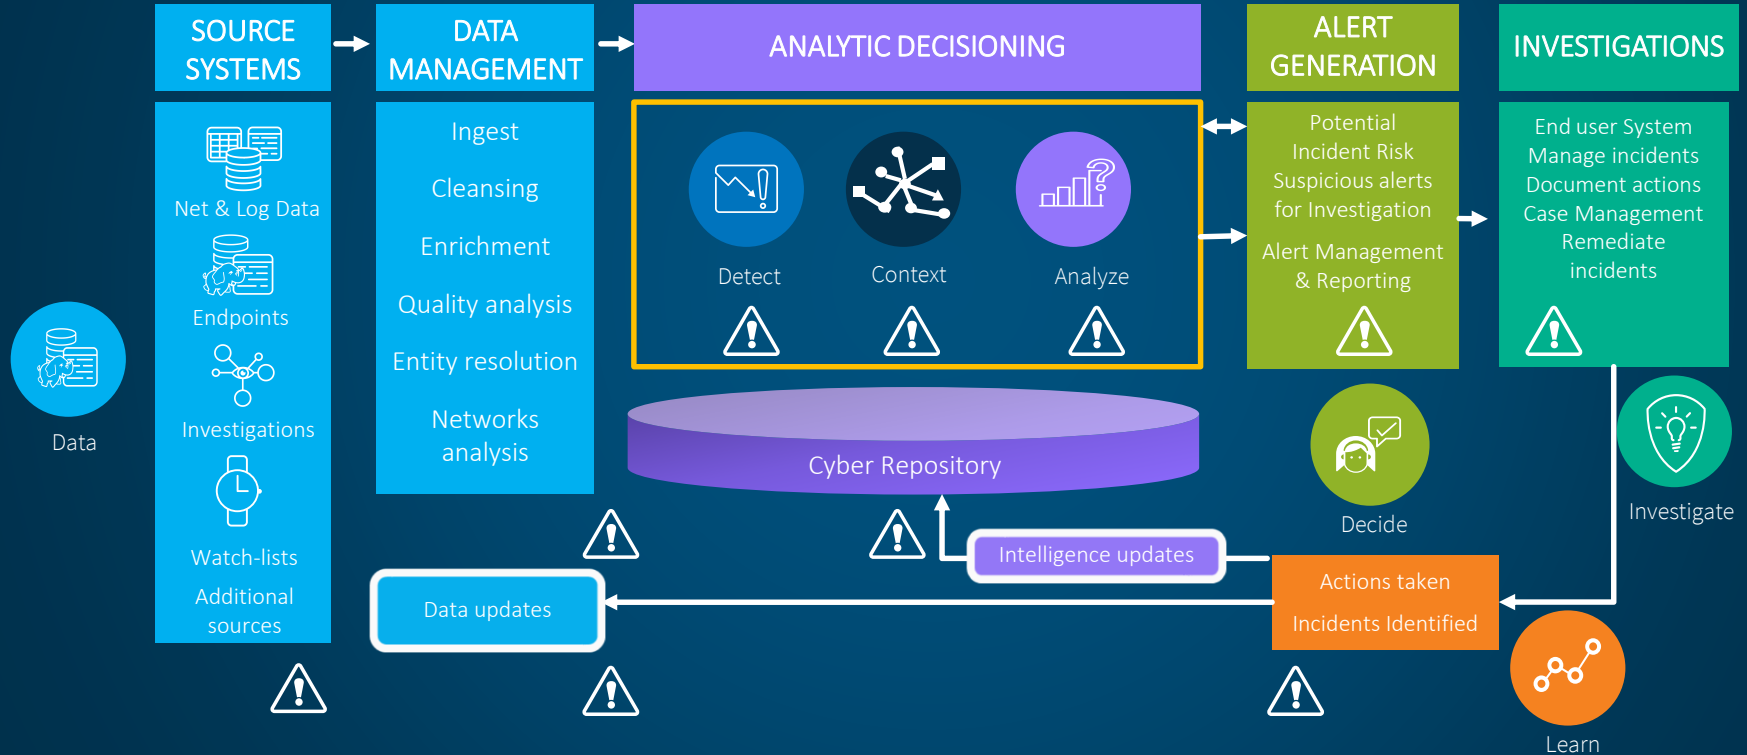 SOURCE
SYSTEMS
DATA
MANAGEMENT
ANALYTIC DECISIONING
ALERT
GENERATION
INVESTIGATIONS
Data
Net & Log Data
Endpoints
Investigations
Watch-lists
Additional
sources
Ingest
Cleansing
Enrichment
Quality analysis
Entity resolution
Networks
analysis
Data updates
Detect
Context
Analyze
Cyber Repository
Intelligence updates
Potential
Incident Risk
Suspicious alerts
for Investigation
Alert Management
& Reporting
Decide
End user System
Manage incidents
Document actions
Case Management
Remediate
incidents
Investigate
Actions taken
Incidents Identified
Learn